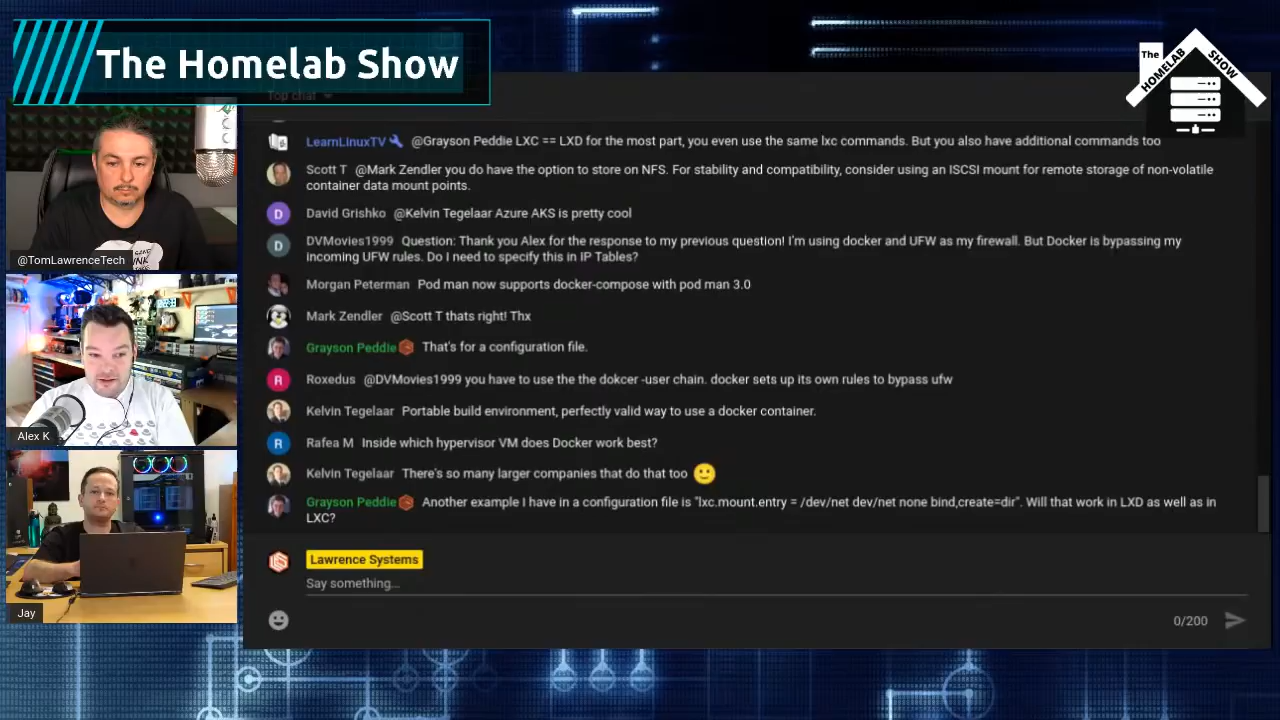 The Homelab Show
The
HOMELAB
SHOW
Top chat
@TomLawrenceTech
Alex K
Jay
LearnLinuxTV @Grayson Peddie LXC == LXD for the most part, you even use the same lxc commands. But you also have additional commands too
Scott T @Mark Zendler you do have the option to store on NFS. For stability and compatibility, consider using an ISCSI mount for remote storage of non-volatile
container data mount points.
D David Grishko @Kelvin Tegelaar Azure AKS is pretty cool
D DVMovies1999 Question: Thank you Alex for the response to my previous question! I'm using docker and UFW as my firewall. But Docker is bypassing my
incoming UFW rules. Do I need to specify this in IP Tables?
Morgan Peterman Pod man now supports docker-compose with pod man 3.0
Mark Zendler @Scott T thats right! Thx
Grayson Peddie That's for a configuration file.
R Roxedus @DVMovies1999 you have to use the the dokcer -user chain. docker sets up its own rules to bypass ufw
Kelvin Tegelaar Portable build environment, perfectly valid way to use a docker container.
R Rafea M Inside which hypervisor VM does Docker work best?
Kelvin Tegelaar There's so many larger companies that do that too 🙂
Grayson Peddie Another example I have in a configuration file is "lxc.mount.entry = /dev/net dev/net none bind,create=dir". Will that work in LXD as well as in
LXC?
Lawrence Systems
Say something...
0/200